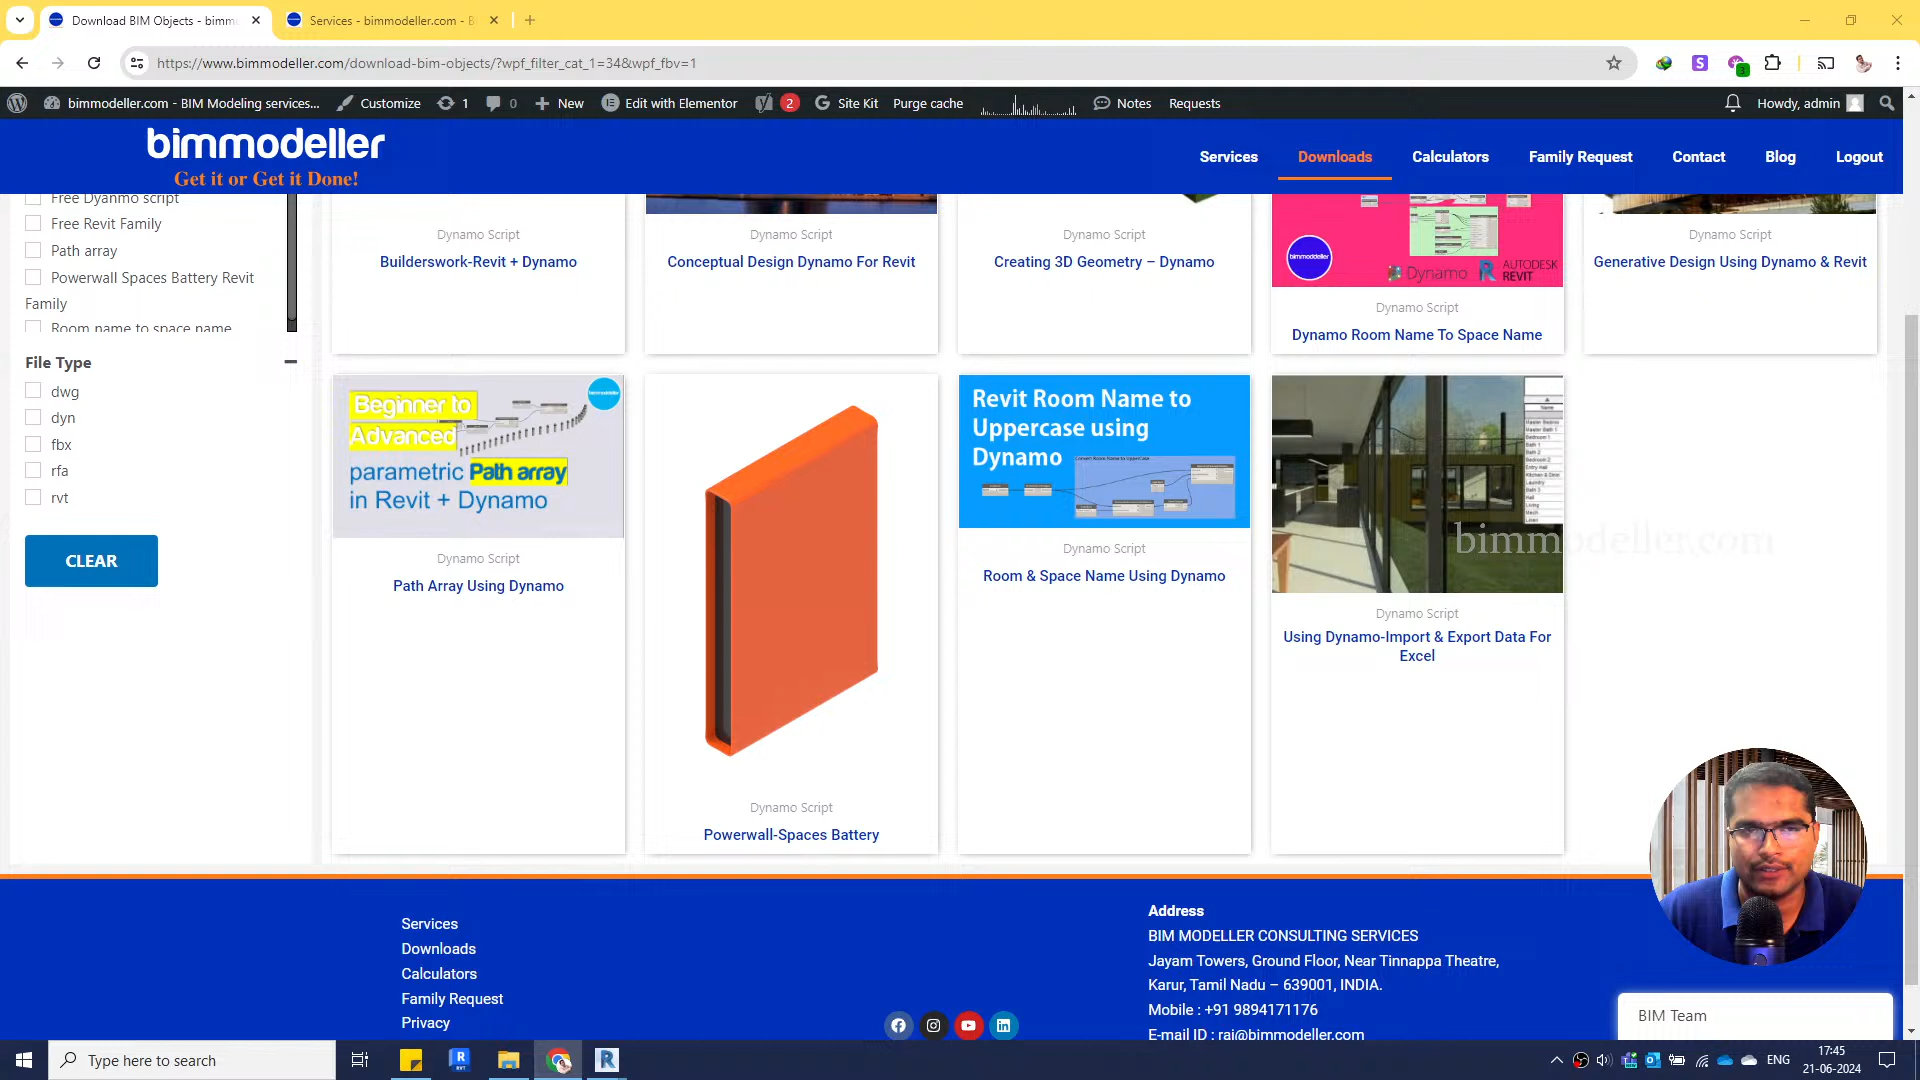 Download BIM Objects - bimm
Services - bimmodeller.com - B
https://www.bimmodeller.com/download-bim-objects/?wpf_filter_cat_1=34&wpf_fbv=1
bimmodeller.com - BIM Modeling services...
Customize
1
0
New
Edit with Elementor
2
Site Kit
Purge cache
Notes
Requests
Howdy, admin
bimmodeller
Get it or Get it Done!
Services
Downloads
Calculators
Family Request
Contact
Blog
Logout
Free Dyanmo script
Free Revit Family
Path array
Powerwall Spaces Battery Revit
Family
Room name to space name
File Type
dwg
dyn
fbx
rfa
rvt
CLEAR
Dynamo Script
Builderswork-Revit + Dynamo
Dynamo Script
Conceptual Design Dynamo For Revit
Dynamo Script
Creating 3D Geometry – Dynamo
bimmodeller
Dynamo
AUTODESK
REVIT
Dynamo Script
Dynamo Room Name To Space Name
Dynamo Script
Generative Design Using Dynamo & Revit
Beginner to
Advanced
parametric Path array
in Revit + Dynamo
Dynamo Script
Path Array Using Dynamo
Dynamo Script
Powerwall-Spaces Battery
Revit Room Name to
Uppercase using
Dynamo
Dynamo Script
Room & Space Name Using Dynamo
bimmodeller.com
Dynamo Script
Using Dynamo-Import & Export Data For
Excel
Services
Downloads
Calculators
Family Request
Privacy
Address
BIM MODELLER CONSULTING SERVICES
Jayam Towers, Ground Floor, Near Tinnappa Theatre,
Karur, Tamil Nadu – 639001, INDIA.
Mobile : +91 9894171176
E-mail ID : raj@bimmodeller.com
BIM Team
Type here to search
ENG
17:45
21-06-2024